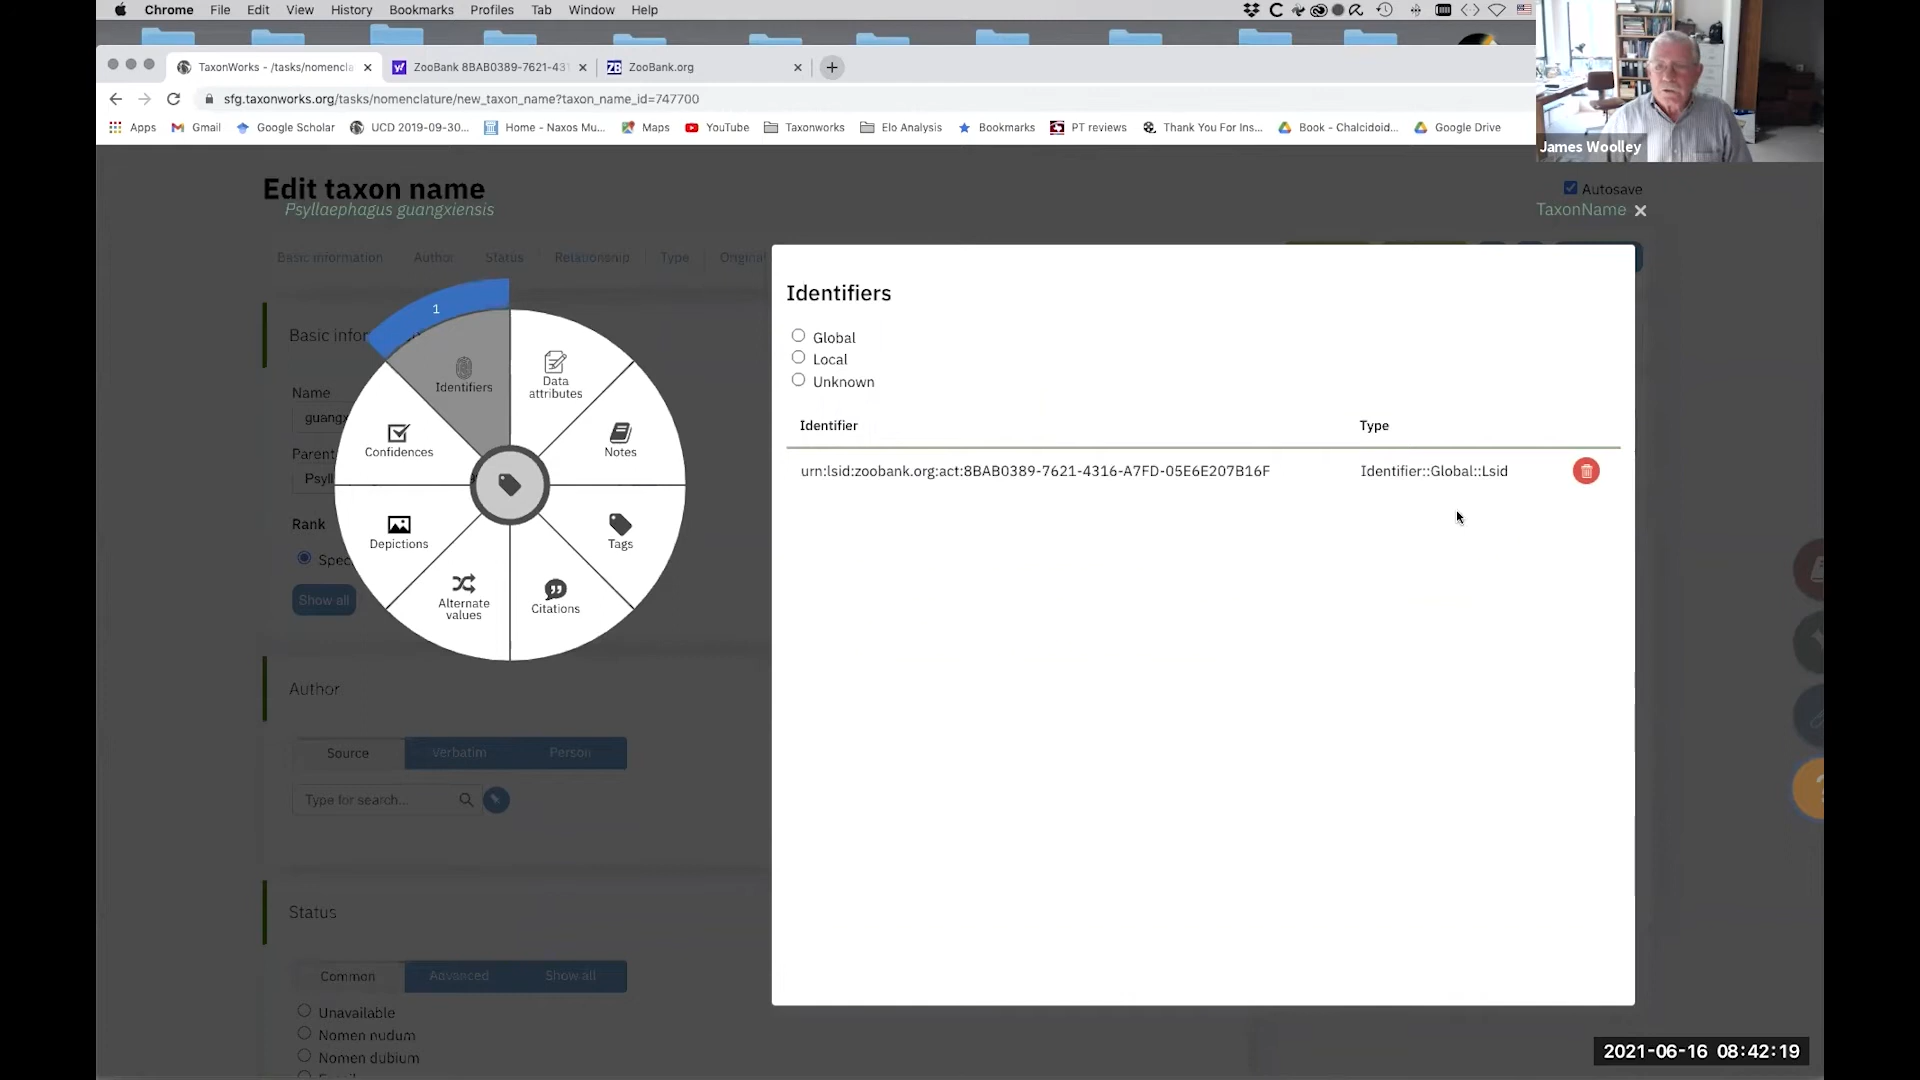 Chrome File Edit View History Bookmarks Profiles Tab Window Help
TaxonWorks - /tasks/nomencla
ZooBank 8BAB0389-7621-431
ZooBank.org
sfg.taxonworks.org/tasks/nomenclature/new_taxon_name?taxon_name_id=747700
Apps Gmail Google Scholar UCD 2019-09-30... Home - Naxos Mu... Maps YouTube Taxonworks Elo Analysis Bookmarks PT reviews Thank You For Ins... Book - Chalcidoid... Google Drive
James Woolley
Edit taxon name
Psyllaephagus guangxiensis
Autosave
TaxonName
Basic information Author Status Relationship Type Original
1
Identifiers
Data attributes
Notes
Tags
Citations
Alternate values
Depictions
Confidences
Basic infor
Name
guangx
Parent
Psyll
Rank
Spec
Show all
Author
Source Verbatim Person
Type for search...
Status
Common Advanced Show all
Unavailable
Nomen nudum
Nomen dubium
Identifiers
Global
Local
Unknown
Identifier Type
urn:lsid:zoobank.org:act:8BAB0389-7621-4316-A7FD-05E6E207B16F Identifier::Global::Lsid
2021-06-16 08:42:19